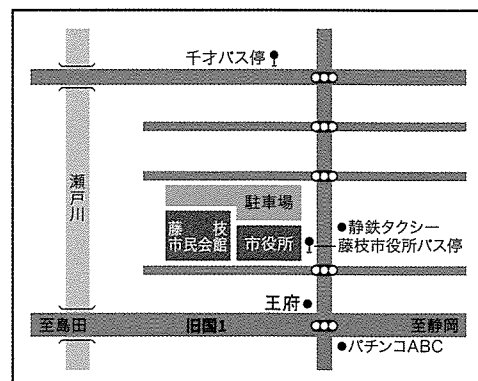 千才バス停
瀬戸川
駐車場
藤枝
市民会館
市役所
静鉄タクシー
藤枝市役所バス停
王府
至島田
旧国1
至静岡
パチンコABC